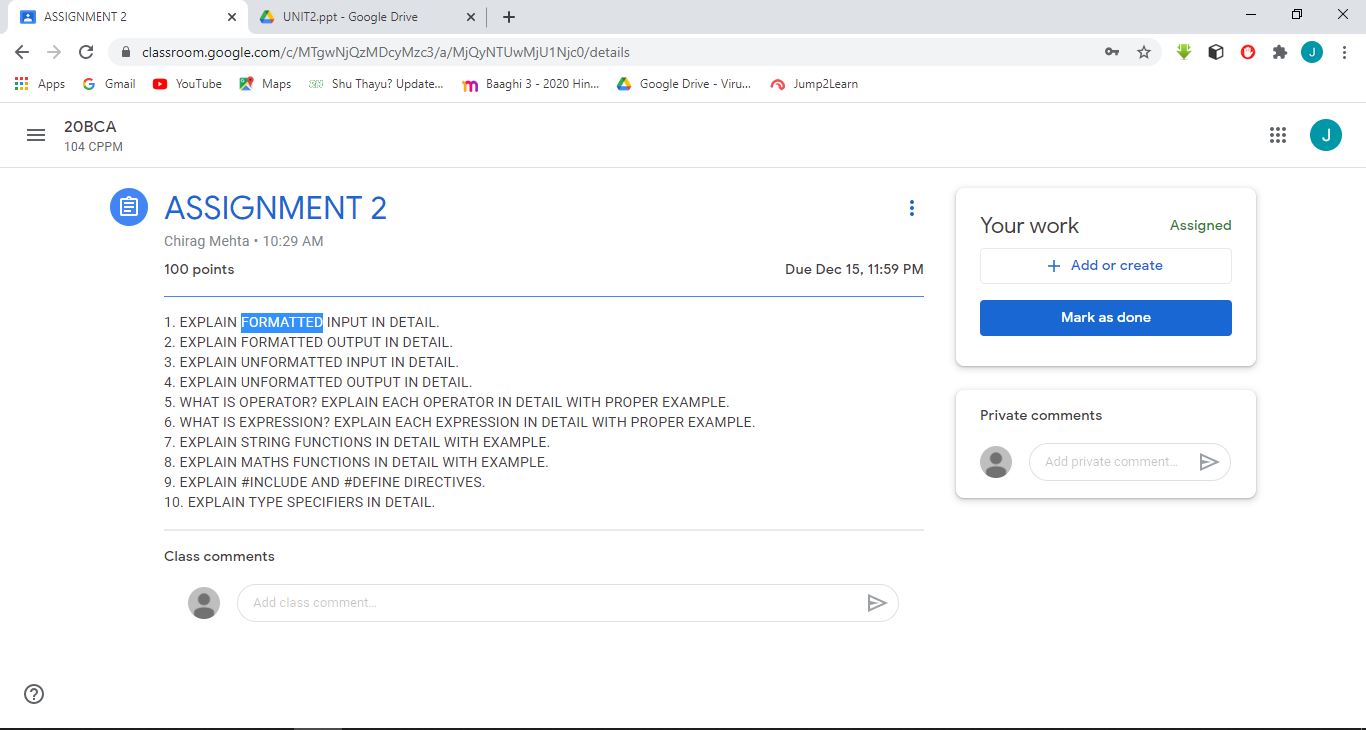 ASSIGNMENT 2
UNIT2.ppt - Google Drive
classroom.google.com/c/MTgwNjQzMDcyMzc3/a/MjQyNTUwMjU1Njc0/details
J
Apps
Gmail
YouTube
Maps
Shu Thayu? Update...
Baaghi 3 - 2020 Hin...
Google Drive - Viru...
Jump2Learn
20BCA
104 CPPM
J
ASSIGNMENT 2
Chirag Mehta • 10:29 AM
100 points
Due Dec 15, 11:59 PM
1. EXPLAIN FORMATTED INPUT IN DETAIL.
2. EXPLAIN FORMATTED OUTPUT IN DETAIL.
3. EXPLAIN UNFORMATTED INPUT IN DETAIL.
4. EXPLAIN UNFORMATTED OUTPUT IN DETAIL.
5. WHAT IS OPERATOR? EXPLAIN EACH OPERATOR IN DETAIL WITH PROPER EXAMPLE.
6. WHAT IS EXPRESSION? EXPLAIN EACH EXPRESSION IN DETAIL WITH PROPER EXAMPLE.
7. EXPLAIN STRING FUNCTIONS IN DETAIL WITH EXAMPLE.
8. EXPLAIN MATHS FUNCTIONS IN DETAIL WITH EXAMPLE.
9. EXPLAIN #INCLUDE AND #DEFINE DIRECTIVES.
10. EXPLAIN TYPE SPECIFIERS IN DETAIL.
Class comments
Add class comment...
Your work
Assigned
+ Add or create
Mark as done
Private comments
Add private comment...